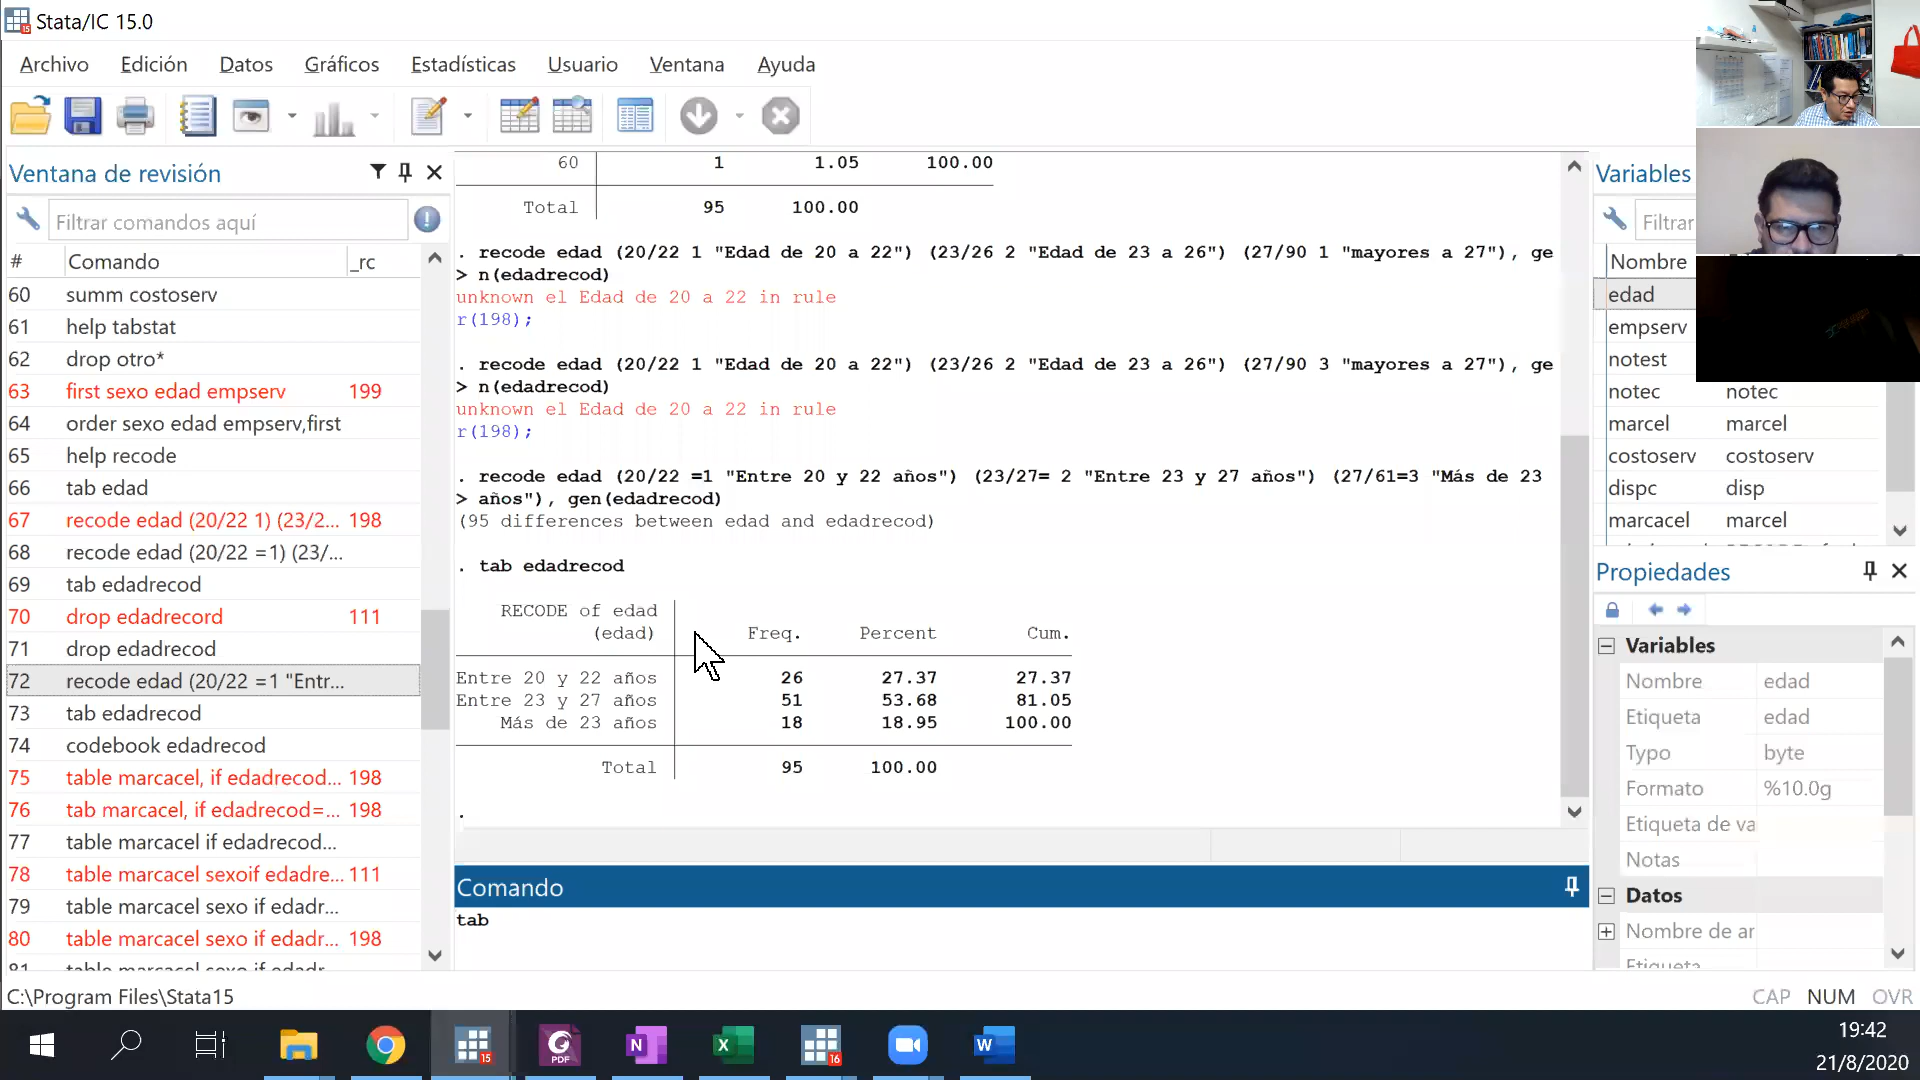 Stata/IC 15.0
Archivo Edición Datos Gráficos Estadísticas Usuario Ventana Ayuda
Ventana de revisión
Filtrar comandos aquí
# Comando _rc
60 summ costoserv
61 help tabstat
62 drop otro*
63 first sexo edad empserv 199
64 order sexo edad empserv,first
65 help recode
66 tab edad
67 recode edad (20/22 1) (23/2... 198
68 recode edad (20/22 =1) (23/...
69 tab edadrecod
70 drop edadrecord 111
71 drop edadrecod
72 recode edad (20/22 =1 "Entr...
73 tab edadrecod
74 codebook edadrecod
75 table marcacel, if edadrecod... 198
76 tab marcacel, if edadrecod=... 198
77 table marcacel if edadrecod...
78 table marcacel sexoif edadre... 111
79 table marcacel sexo if edadr...
80 table marcacel sexo if edadr... 198
81 table marcacel sexo if edadr
60 1 1.05 100.00
Total 95 100.00
. recode edad (20/22 1 "Edad de 20 a 22") (23/26 2 "Edad de 23 a 26") (27/90 1 "mayores a 27"), ge
> n(edadrecod)
unknown el Edad de 20 a 22 in rule
r(198);
. recode edad (20/22 1 "Edad de 20 a 22") (23/26 2 "Edad de 23 a 26") (27/90 3 "mayores a 27"), ge
> n(edadrecod)
unknown el Edad de 20 a 22 in rule
r(198);
. recode edad (20/22 =1 "Entre 20 y 22 años") (23/27= 2 "Entre 23 y 27 años") (27/61=3 "Más de 23
> años"), gen(edadrecod)
(95 differences between edad and edadrecod)
. tab edadrecod
RECODE of edad
(edad) Freq. Percent Cum.
Entre 20 y 22 años 26 27.37 27.37
Entre 23 y 27 años 51 53.68 81.05
Más de 23 años 18 18.95 100.00
Total 95 100.00
.
Comando
tab
Variables
Filtrar
Nombre
edad
empserv
notest
notec notec
marcel marcel
costoserv costoserv
dispc disp
marcacel marcel
Propiedades
Variables
Nombre edad
Etiqueta edad
Typo byte
Formato %10.0g
Etiqueta de va
Notas
Datos
Nombre de ar
Etiqueta
C:\Program Files\Stata15
CAP NUM OVR
15
PDF
N
X
16
W
19:42
21/8/2020